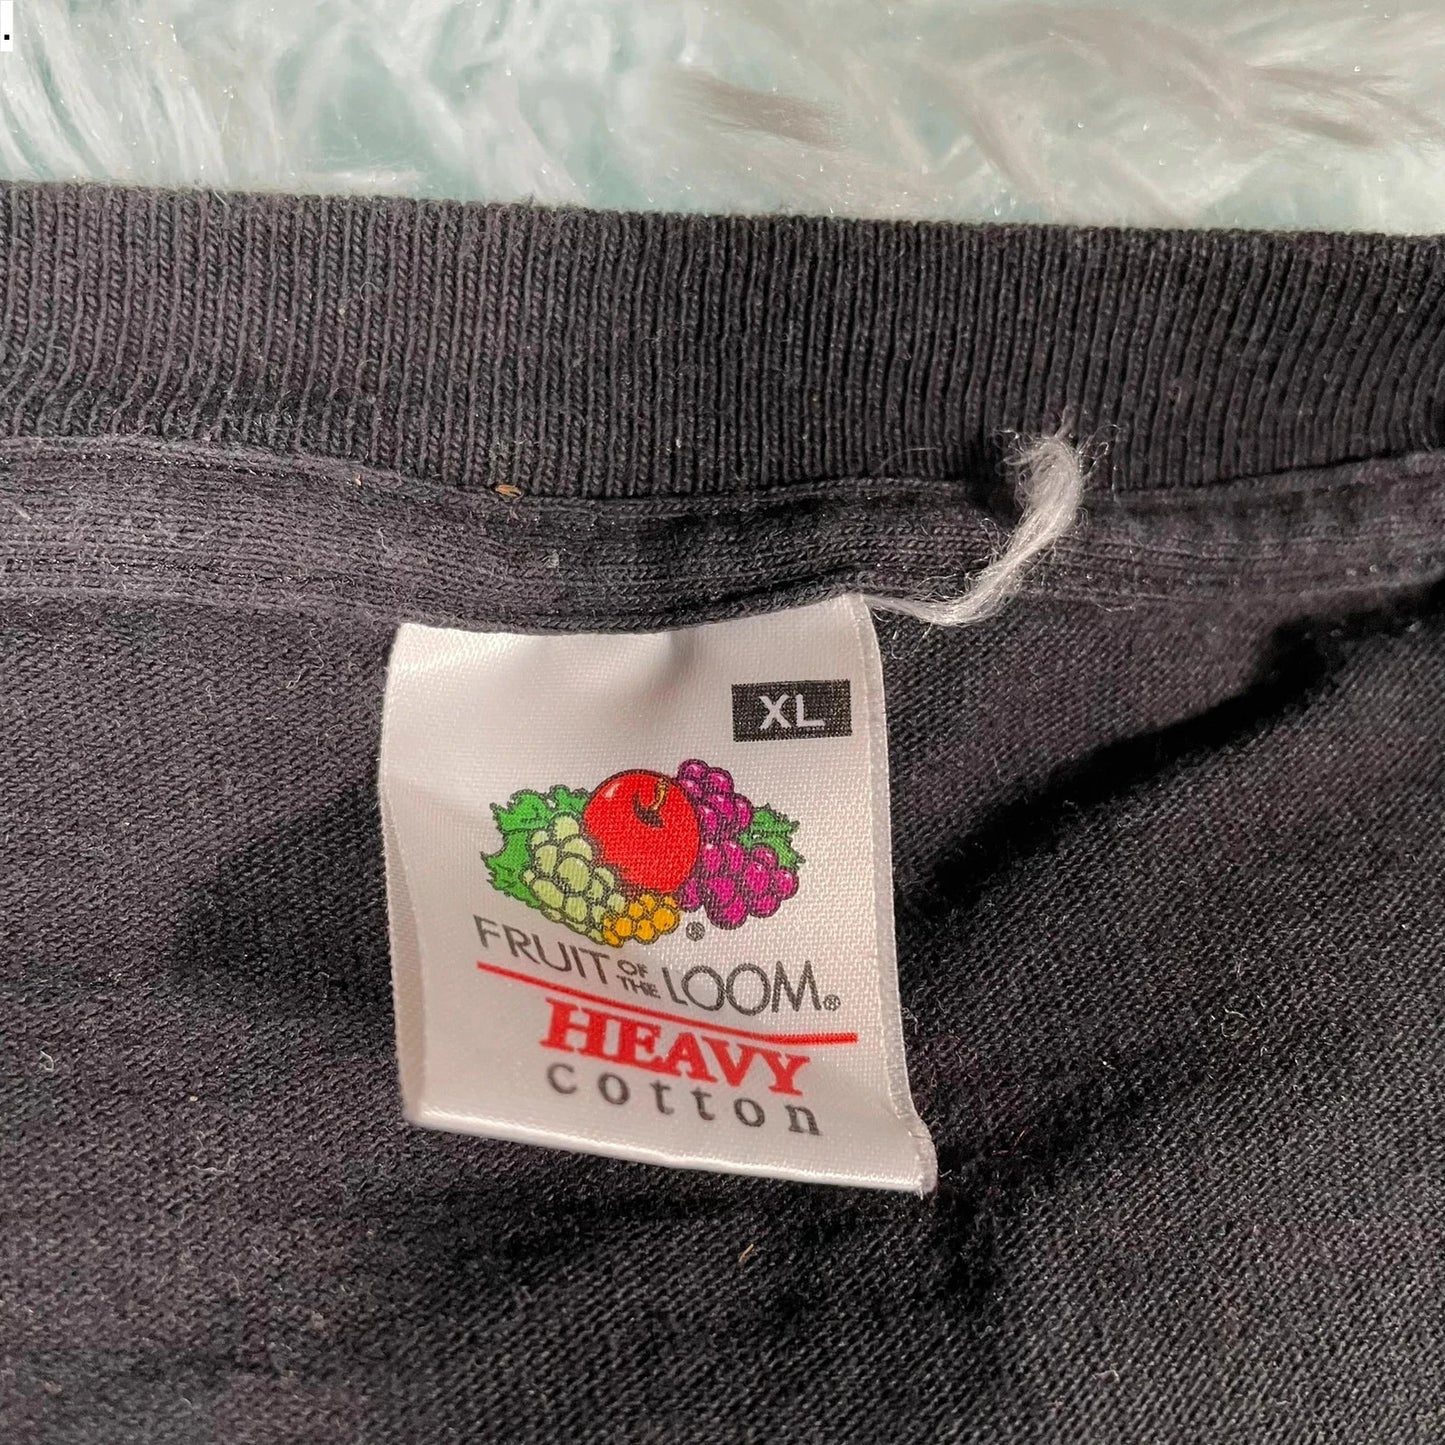 .
XL
®
FRUIT OF THE LOOM®
HEAVY
cotton